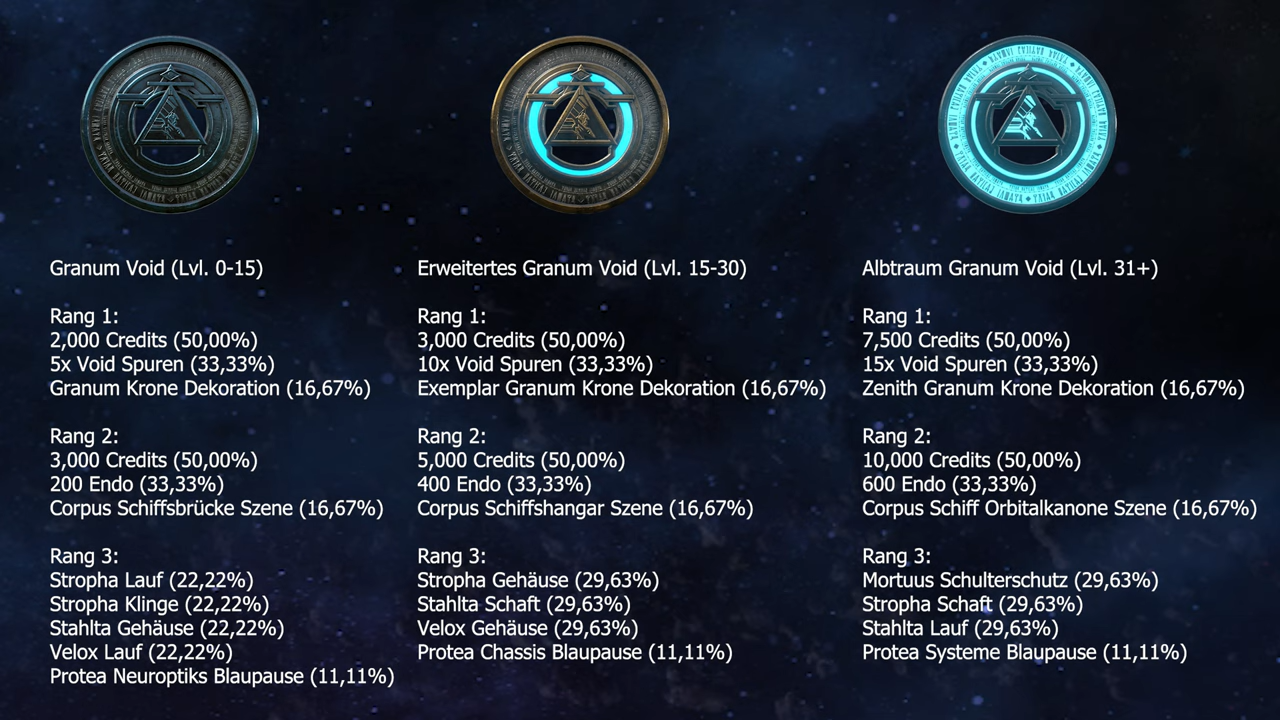 Granum Void (Lvl. 0-15)
Rang 1:
2,000 Credits (50,00%)
5x Void Spuren (33,33%)
Granum Krone Dekoration (16,67%)
Rang 2:
3,000 Credits (50,00%)
200 Endo (33,33%)
Corpus Schiffsbrücke Szene (16,67%)
Rang 3:
Stropha Lauf (22,22%)
Stropha Klinge (22,22%)
Stahlta Gehäuse (22,22%)
Velox Lauf (22,22%)
Protea Neuroptiks Blaupause (11,11%)
Erweitertes Granum Void (Lvl. 15-30)
Rang 1:
3,000 Credits (50,00%)
10x Void Spuren (33,33%)
Exemplar Granum Krone Dekoration (16,67%)
Rang 2:
5,000 Credits (50,00%)
400 Endo (33,33%)
Corpus Schiffshangar Szene (16,67%)
Rang 3:
Stropha Gehäuse (29,63%)
Stahlta Schaft (29,63%)
Velox Gehäuse (29,63%)
Protea Chassis Blaupause (11,11%)
Albtraum Granum Void (Lvl. 31+)
Rang 1:
7,500 Credits (50,00%)
15x Void Spuren (33,33%)
Zenith Granum Krone Dekoration (16,67%)
Rang 2:
10,000 Credits (50,00%)
600 Endo (33,33%)
Corpus Schiff Orbitalkanone Szene (16,67%)
Rang 3:
Mortuus Schulterschutz (29,63%)
Stropha Schaft (29,63%)
Stahlta Lauf (29,63%)
Protea Systeme Blaupause (11,11%)